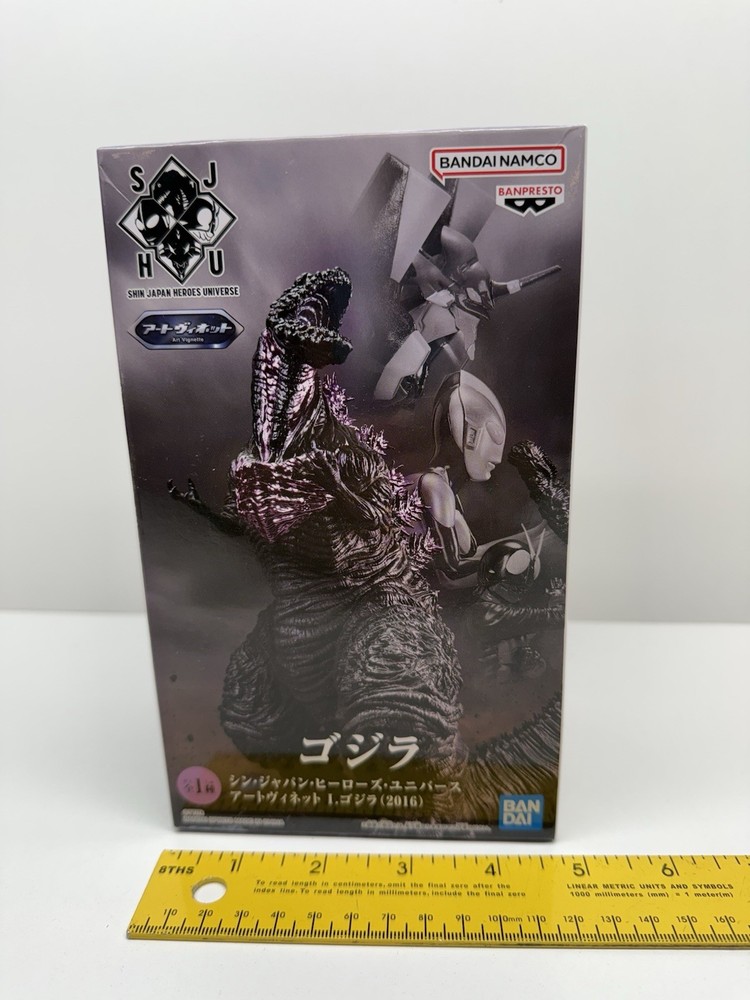 S J
H U
SHIN JAPAN HEROES UNIVERSE
アートヴィネット
Art Vignette
BANDAI NAMCO
BANPRESTO
ゴジラ
全1種
シン・ジャパン・ヒーローズ・ユニバース
アートヴィネット I.ゴジラ(2016)
BAN
DAI
8THS 1 2 3 4 5 6
To read length in centimeters, omit the final zero after the
index line. To read length in millimeters, include the final zero
LINEAR METRIC UNITS AND SYMBOLS
1000 millimeters (mm) = 1 meter(m)
10 20 30 40 50 60 70 80 90 100mm 110 120 130 140 150 160